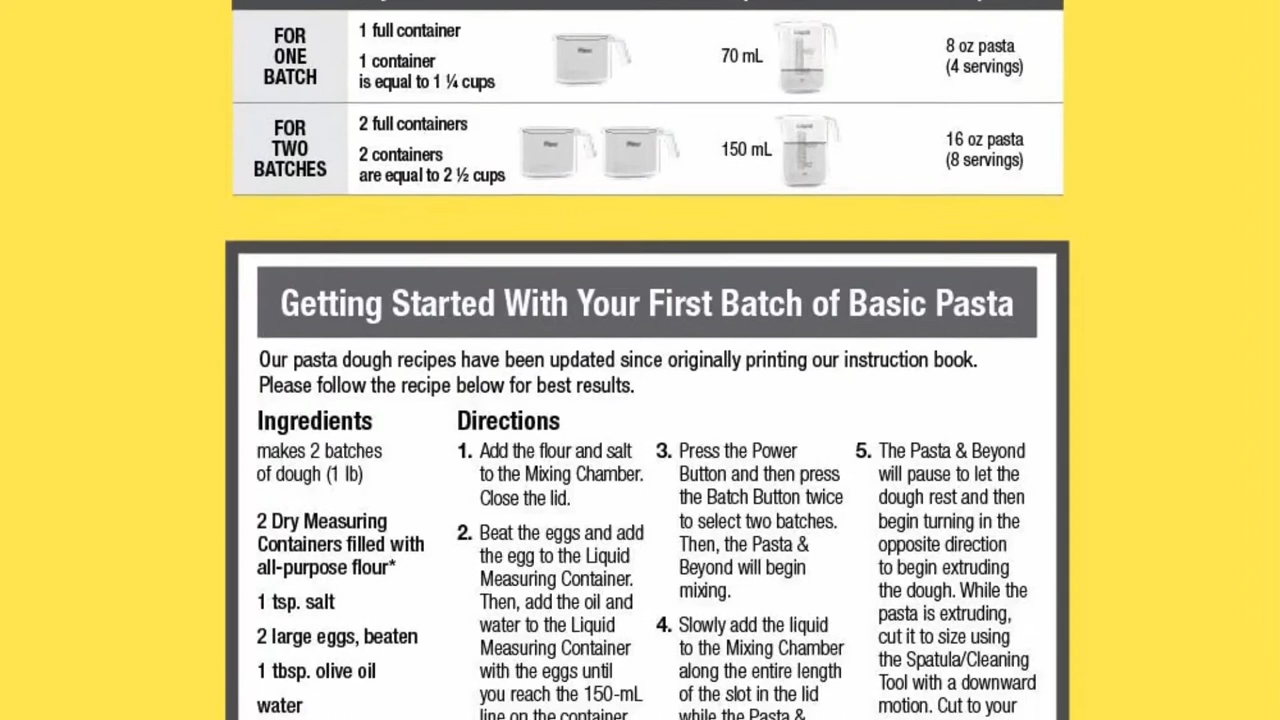 FOR
ONE
BATCH
1 full container
1 container
is equal to 1 ¼ cups
70 mL
8 oz pasta
(4 servings)
FOR
TWO
BATCHES
2 full containers
2 containers
are equal to 2 ½ cups
150 mL
16 oz pasta
(8 servings)
Getting Started With Your First Batch of Basic Pasta
Our pasta dough recipes have been updated since originally printing our instruction book.
Please follow the recipe below for best results.
Ingredients
makes 2 batches
of dough (1 lb)
2 Dry Measuring
Containers filled with
all-purpose flour*
1 tsp. salt
2 large eggs, beaten
1 tbsp. olive oil
water
Directions
1. Add the flour and salt
to the Mixing Chamber.
Close the lid.
2. Beat the eggs and add
the egg to the Liquid
Measuring Container.
Then, add the oil and
water to the Liquid
Measuring Container
with the eggs until
you reach the 150-mL
line on the container
3. Press the Power
Button and then press
the Batch Button twice
to select two batches.
Then, the Pasta &
Beyond will begin
mixing.
4. Slowly add the liquid
to the Mixing Chamber
along the entire length
of the slot in the lid
while the Pasta &
5. The Pasta & Beyond
will pause to let the
dough rest and then
begin turning in the
opposite direction
to begin extruding
the dough. While the
pasta is extruding,
cut it to size using
the Spatula/Cleaning
Tool with a downward
motion. Cut to your